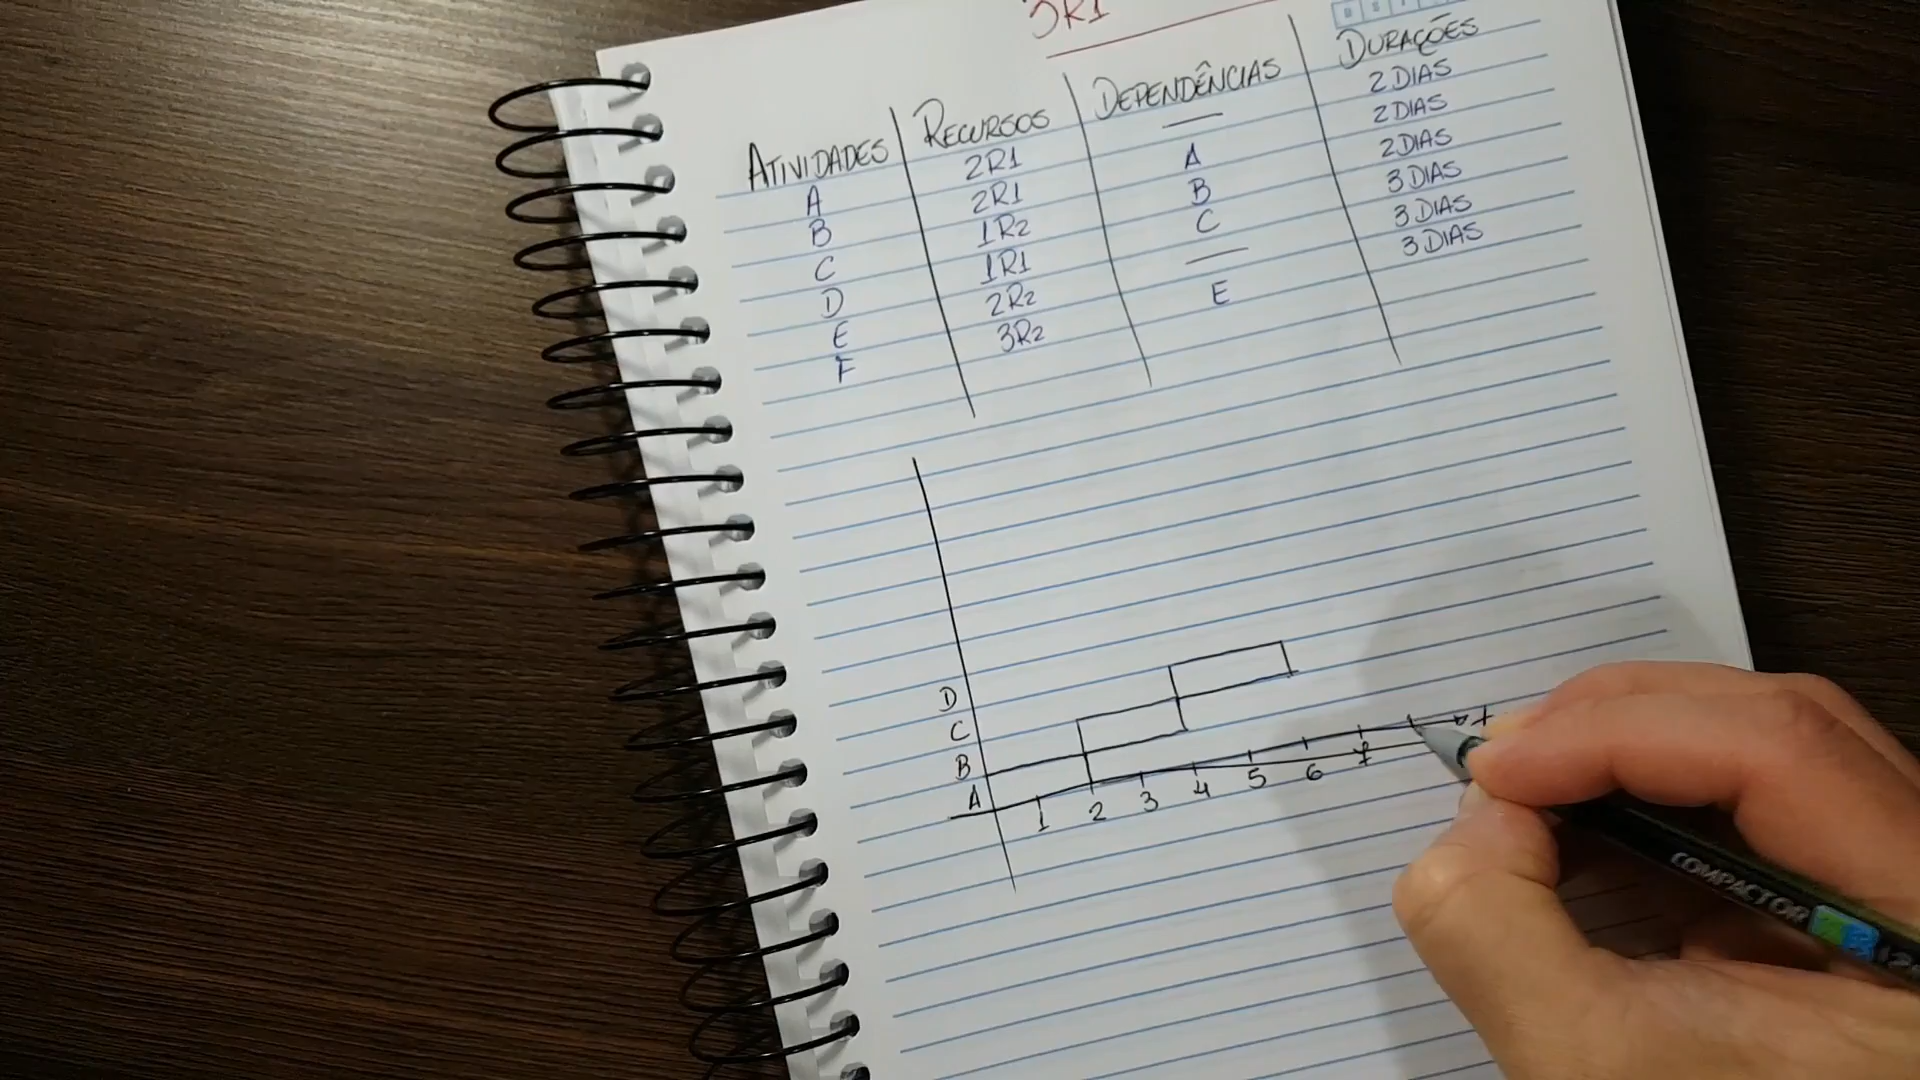 3R1
ATIVIDADES RECURSOS DEPENDÊNCIAS DURAÇÕES
A 2R1 — 2 DIAS
B 2R1 A 2 DIAS
C 1R2 B 2 DIAS
D 1R1 C 3 DIAS
E 2R2 — 3 DIAS
F 3R2 E 3 DIAS
D
C
B
A
1 2 3 4 5 6 7
COMPACTOR